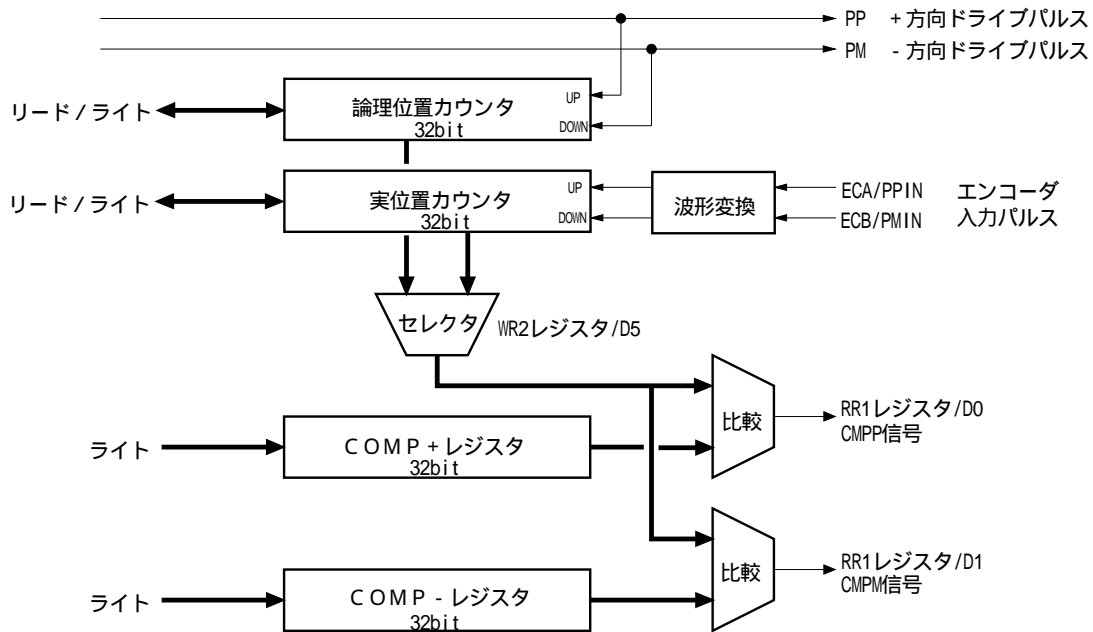 PP +方向ドライブパルス
PM -方向ドライブパルス
リード/ライト
論理位置カウンタ
32bit
UP
DOWN
リード/ライト
実位置カウンタ
32bit
UP
DOWN
波形変換
ECA/PPIN
ECB/PMIN
エンコーダ
入力パルス
セレクタ
WR2レジスタ/D5
ライト
COMP+レジスタ
32bit
比較
RR1レジスタ/D0
CMPP信号
ライト
COMP-レジスタ
32bit
比較
RR1レジスタ/D1
CMPM信号